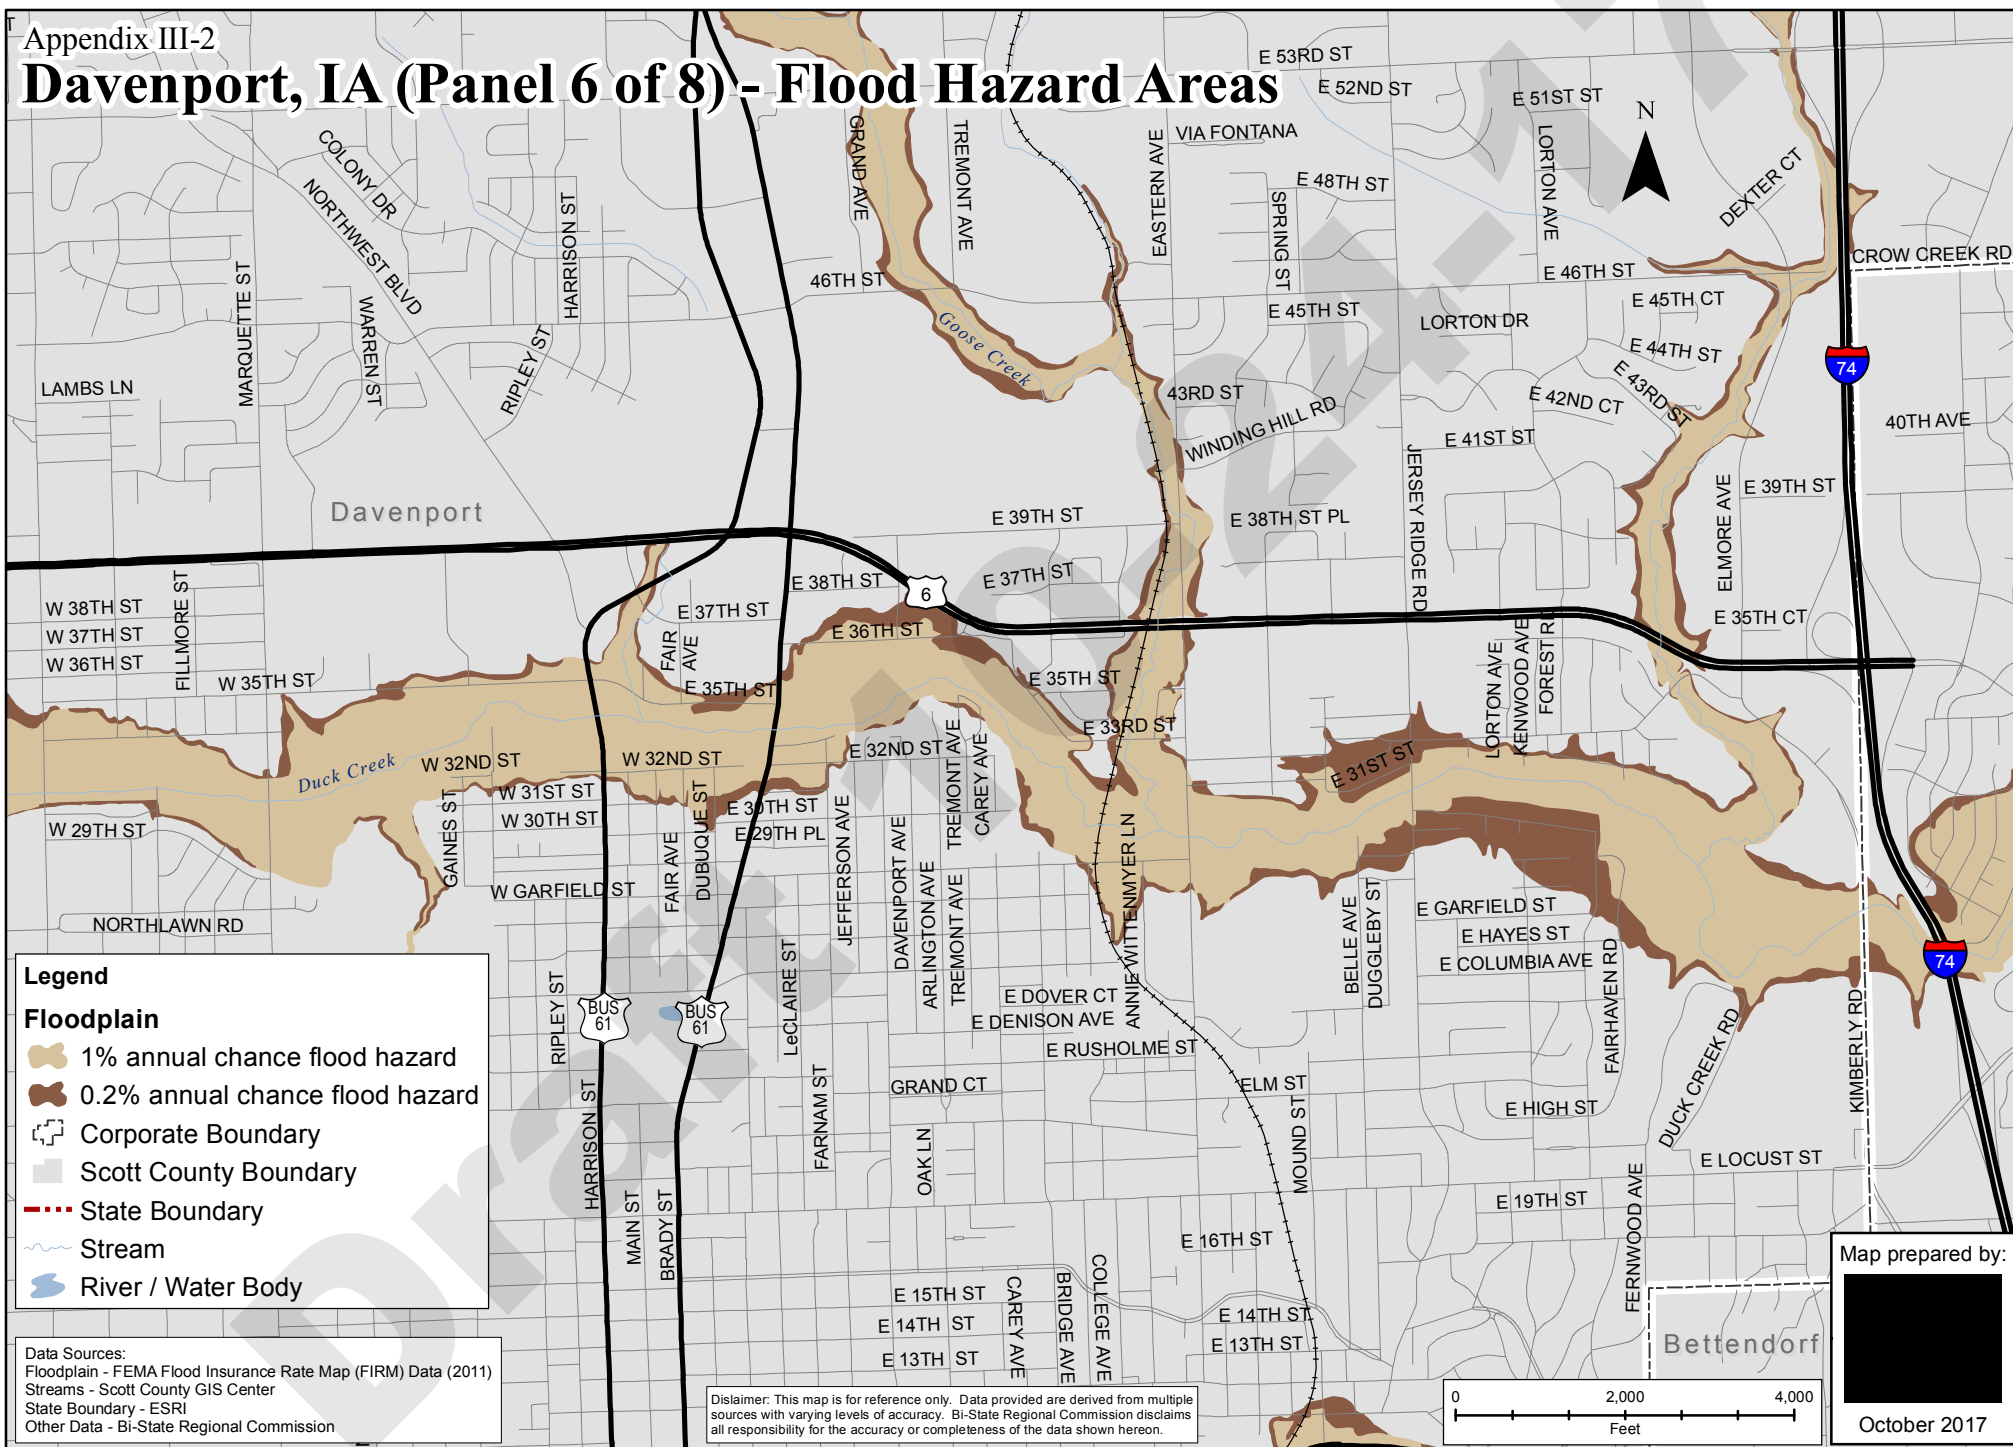 Appendix III-2
Davenport, IA (Panel 6 of 8) - Flood Hazard Areas
E 53RD ST
E 52ND ST
E 51ST ST
N
COLONY DR
NORTHWEST BLVD
HARRISON ST
GRAND AVE
TREMONT AVE
EASTERN AVE
VIA FONTANA
E 48TH ST
SPRING ST
LORTON AVE
DEXTER CT
CROW CREEK RD
MARQUETTE ST
WARREN ST
RIPLEY ST
46TH ST
Goose Creek
E 46TH ST
E 45TH ST
E 45TH CT
LORTON DR
E 44TH ST
E 43RD ST
74
LAMBS LN
43RD ST
WINDING HILL RD
E 42ND CT
E 41ST ST
40TH AVE
JERSEY RIDGE RD
Davenport
E 39TH ST
E 38TH ST PL
E 39TH ST
ELMORE AVE
FILLMORE ST
W 38TH ST
W 37TH ST
W 36TH ST
W 35TH ST
E 38TH ST
6
E 37TH ST
E 37TH ST
FAIR AVE
E 36TH ST
E 35TH ST
E 35TH ST
E 33RD ST
E 35TH CT
LORTON AVE
KENWOOD AVE
FOREST RD
Duck Creek
W 32ND ST
W 32ND ST
E 32ND ST
TREMONT AVE
CAREY AVE
E 31ST ST
W 31ST ST
W 30TH ST
E 30TH ST
E 29TH PL
W 29TH ST
GAINES ST
FAIR AVE
DUBUQUE ST
JEFFERSON AVE
DAVENPORT AVE
ARLINGTON AVE
TREMONT AVE
ANNIE WITTENMYER LN
W GARFIELD ST
NORTHLAWN RD
BELLE AVE
DUGGLEBY ST
E GARFIELD ST
E HAYES ST
E COLUMBIA AVE
FAIRHAVEN RD
74
DUCK CREEK RD
KIMBERLY RD
RIPLEY ST
BUS
61
BUS
61
LeCLAIRE ST
E DOVER CT
E DENISON AVE
E RUSHOLME ST
GRAND CT
ELM ST
MOUND ST
E HIGH ST
HARRISON ST
FARNAM ST
OAK LN
E LOCUST ST
E 19TH ST
FERNWOOD AVE
MAIN ST
BRADY ST
E 16TH ST
E 15TH ST
E 14TH ST
E 13TH ST
CAREY AVE
BRIDGE AVE
COLLEGE AVE
E 14TH ST
E 13TH ST
Bettendorf
Draft 10-24-17
Legend
Floodplain
1% annual chance flood hazard
0.2% annual chance flood hazard
Corporate Boundary
Scott County Boundary
State Boundary
Stream
River / Water Body
Data Sources:
Floodplain - FEMA Flood Insurance Rate Map (FIRM) Data (2011)
Streams - Scott County GIS Center
State Boundary - ESRI
Other Data - Bi-State Regional Commission
Dislaimer: This map is for reference only. Data provided are derived from multiple
sources with varying levels of accuracy. Bi-State Regional Commission disclaims
all responsibility for the accuracy or completeness of the data shown hereon.
0 2,000 4,000
Feet
Map prepared by:
October 2017